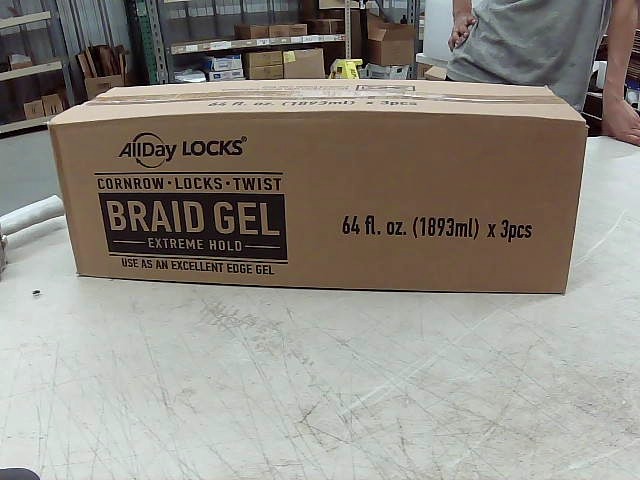 64 fl. oz. (1893ml) x 3pcs
AllDay LOCKS®
CORNROW • LOCKS • TWIST
BRAID GEL
EXTREME HOLD
USE AS AN EXCELLENT EDGE GEL
64 fl. oz. (1893ml) x 3pcs